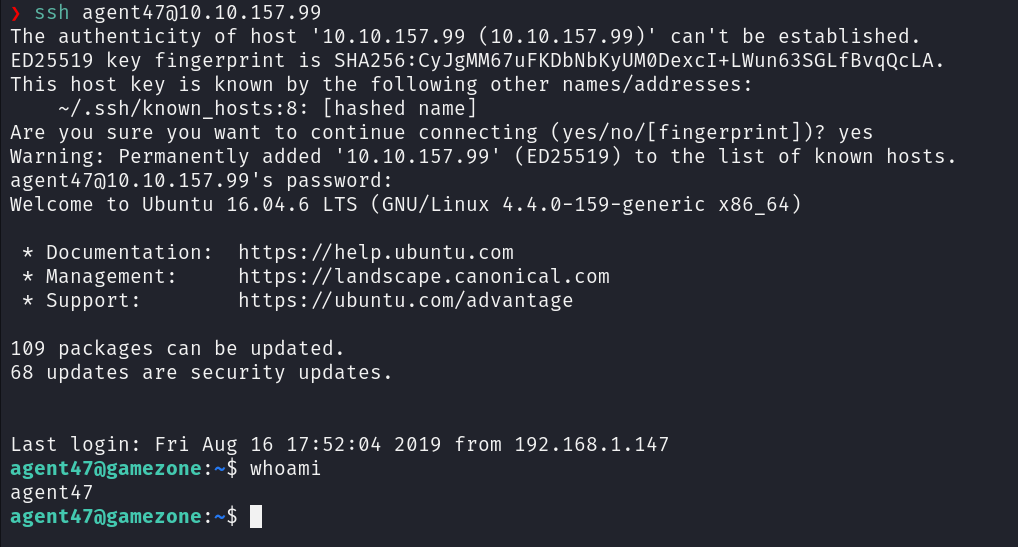 ❯ ssh agent47@10.10.157.99
The authenticity of host '10.10.157.99 (10.10.157.99)' can't be established.
ED25519 key fingerprint is SHA256:CyJgMM67uFKDbNbKyUM0DexcI+LWun63SGLfBvqQcLA.
This host key is known by the following other names/addresses:
    ~/.ssh/known_hosts:8: [hashed name]
Are you sure you want to continue connecting (yes/no/[fingerprint])? yes
Warning: Permanently added '10.10.157.99' (ED25519) to the list of known hosts.
agent47@10.10.157.99's password:
Welcome to Ubuntu 16.04.6 LTS (GNU/Linux 4.4.0-159-generic x86_64)

 * Documentation:  https://help.ubuntu.com
 * Management:     https://landscape.canonical.com
 * Support:        https://ubuntu.com/advantage

109 packages can be updated.
68 updates are security updates.


Last login: Fri Aug 16 17:52:04 2019 from 192.168.1.147
agent47@gamezone:~$ whoami
agent47
agent47@gamezone:~$